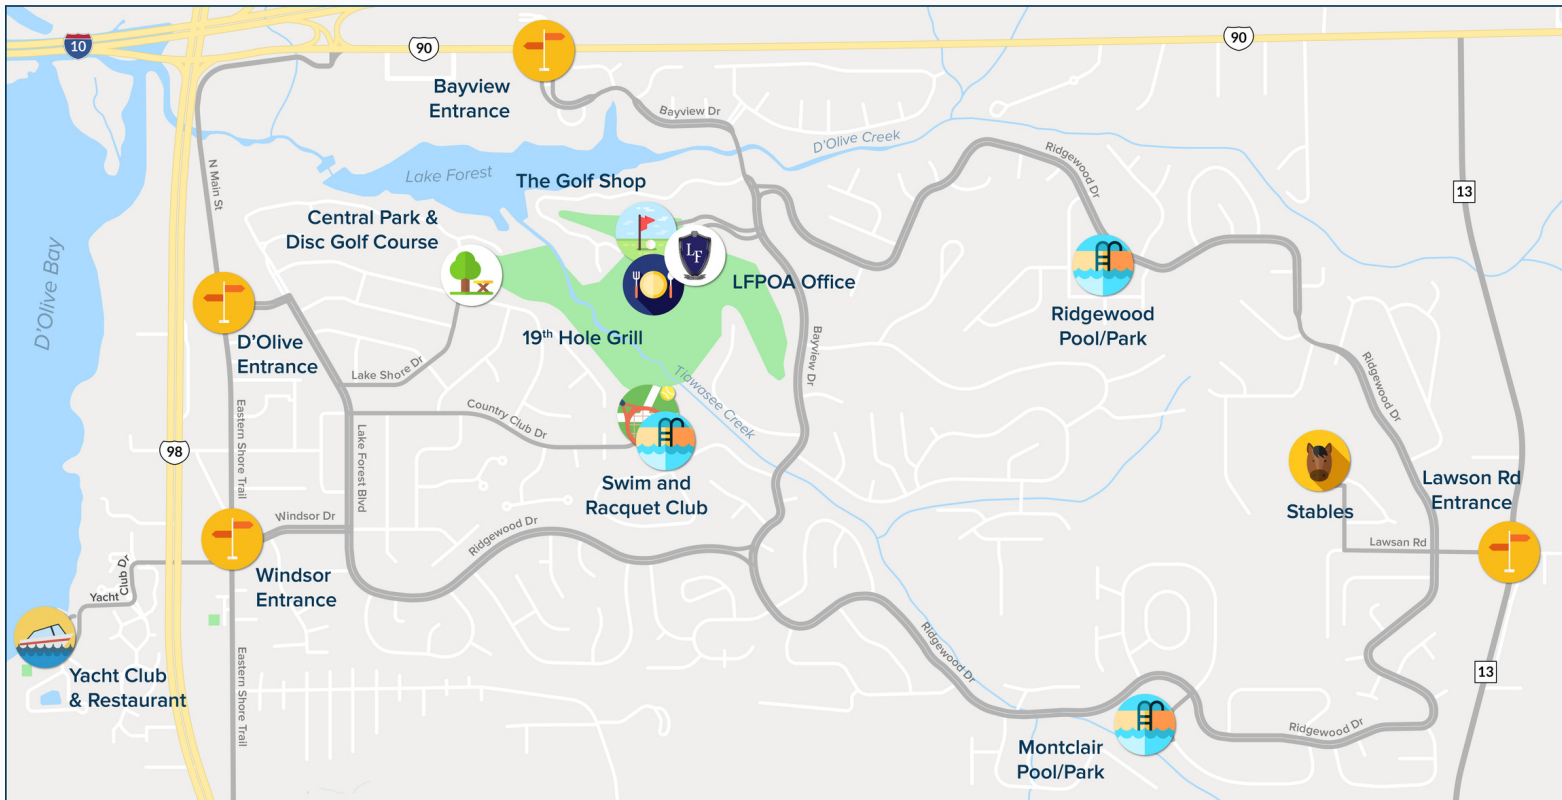 10
90
90
Bayview
Entrance
Bayview Dr
D'Olive Creek
Lake Forest
The Golf Shop
N Main St
Ridgewood Dr
13
Central Park &
Disc Golf Course
LF
D'Olive Bay
LFPOA Office
D'Olive
Entrance
19th Hole Grill
Ridgewood
Pool/Park
Bayview Dr
Lake Shore Dr
Tiawasee Creek
Ridgewood Dr
Country Club Dr
Eastern Shore Trail
Lake Forest Blvd
98
Swim and
Racquet Club
Stables
Lawson Rd
Entrance
Windsor Dr
Ridgewood Dr
Lawsan Rd
Yacht Club Dr
Windsor
Entrance
Yacht Club
& Restaurant
Eastern Shore Trail
Ridgewood Dr
13
Ridgewood Dr
Montclair
Pool/Park